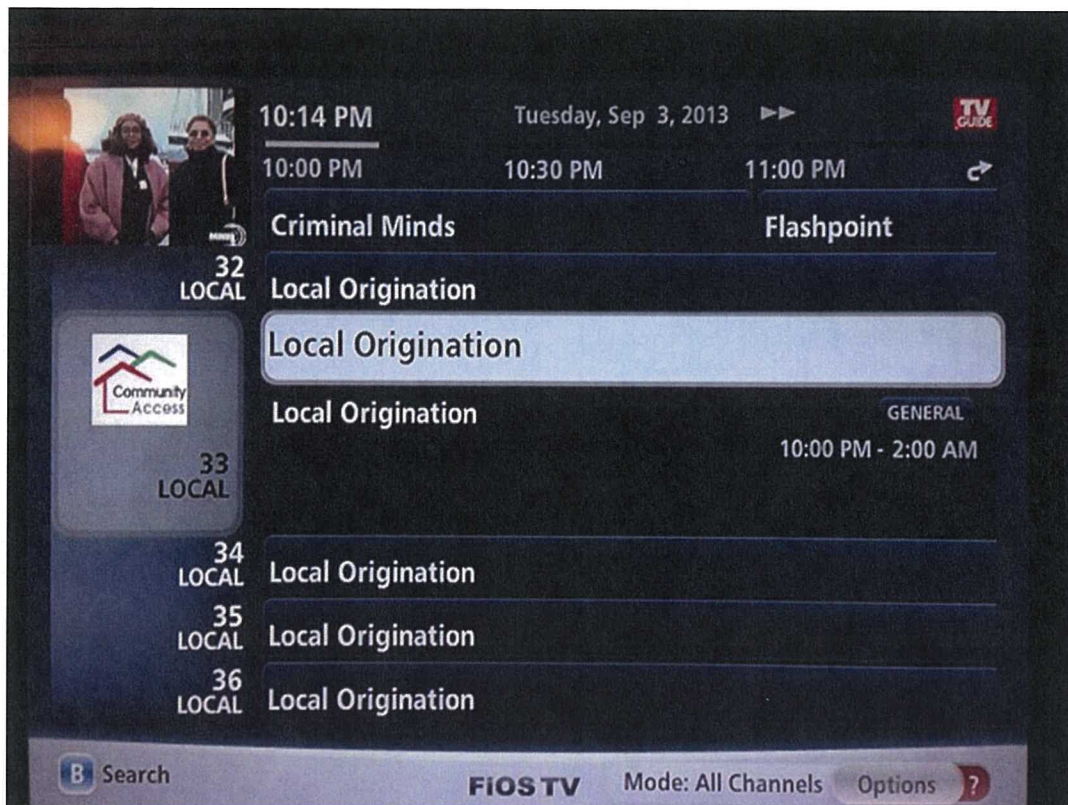 10:14 PM Tuesday, Sep 3, 2013
TV GUIDE
10:00 PM 10:30 PM 11:00 PM
Criminal Minds Flashpoint
32
LOCAL Local Origination
Local Origination
Community
Access
33
LOCAL
Local Origination GENERAL
10:00 PM - 2:00 AM
34
LOCAL Local Origination
35
LOCAL Local Origination
36
LOCAL Local Origination
B Search FiOS TV Mode: All Channels Options ?